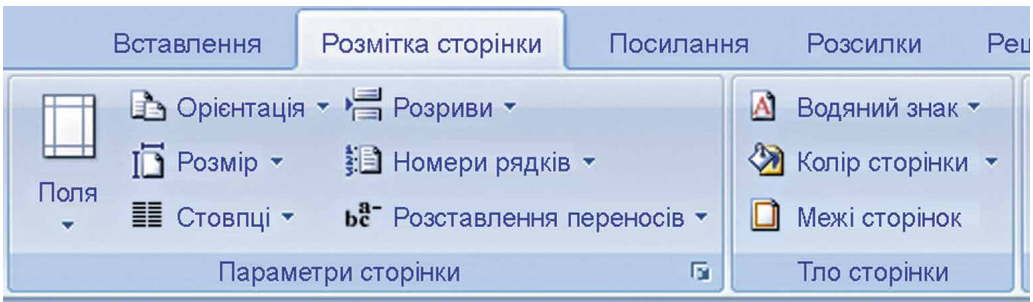 Вставлення Розмітка сторінки Посилання Розсилки Рец
Орієнтація Розриви Водяний знак
Поля Розмір Номери рядків Колір сторінки
Стовпці Розставлення переносів Межі сторінок
Параметри сторінки Тло сторінки